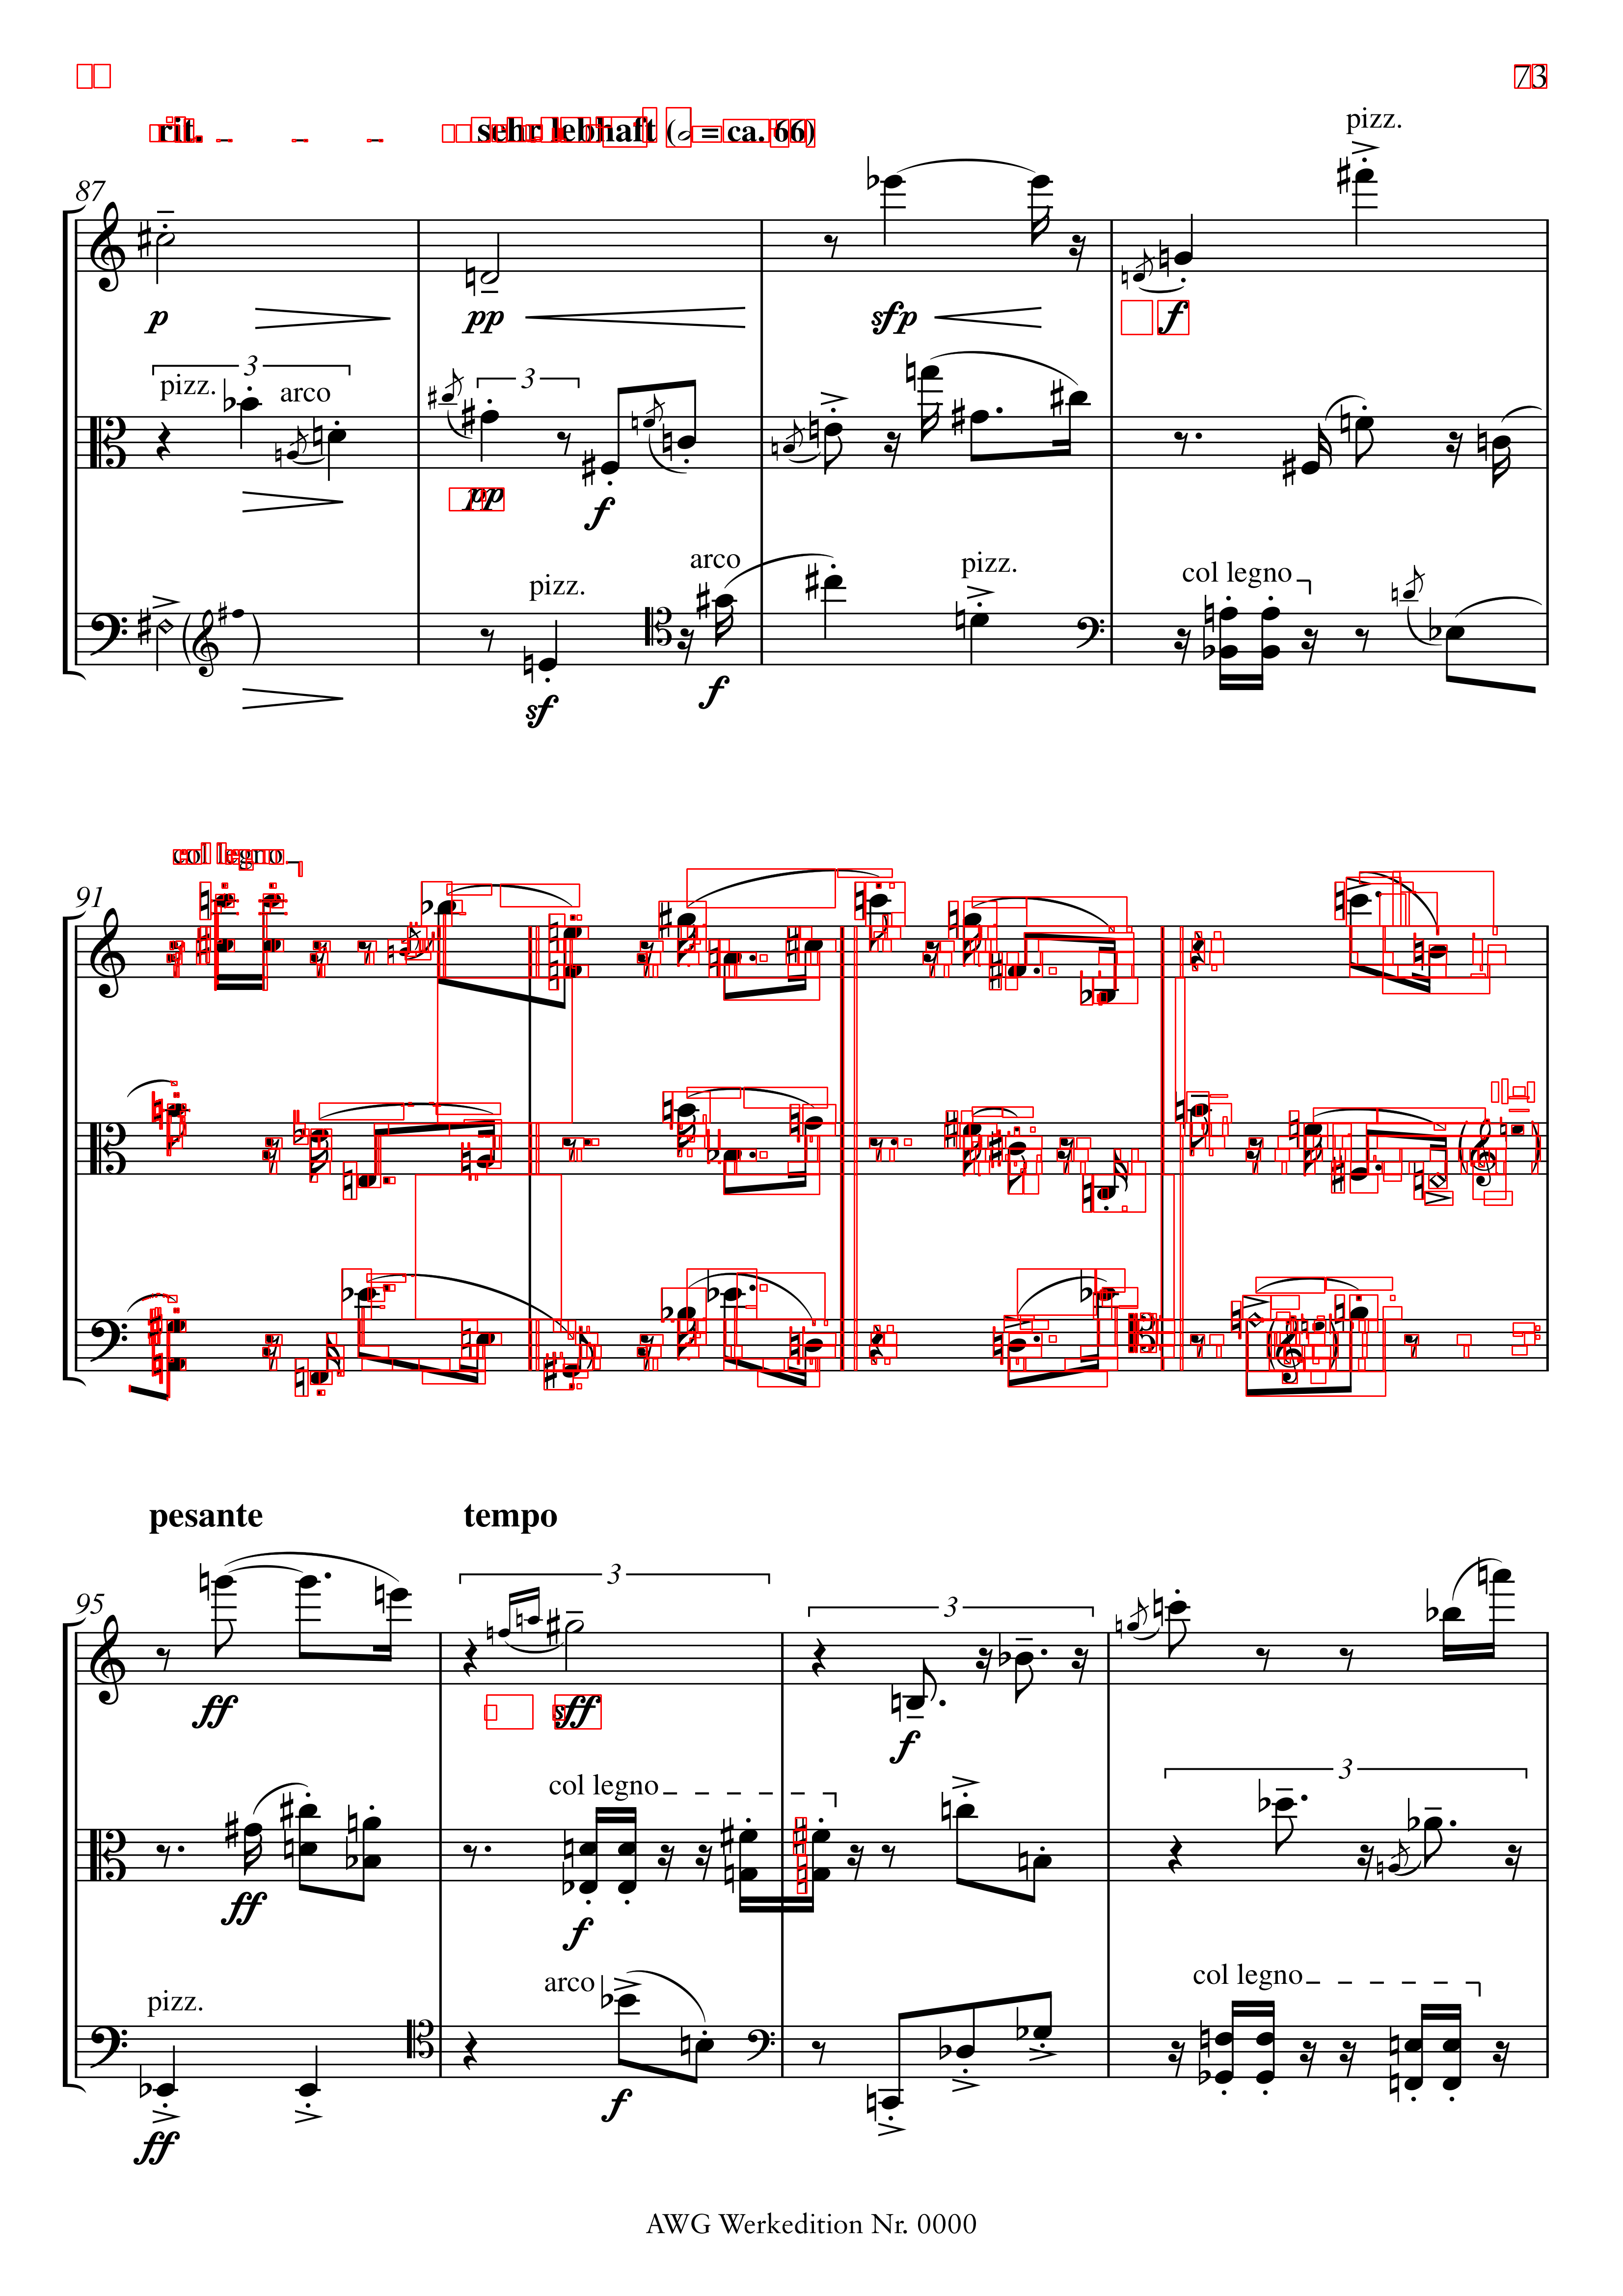 73
rit. sehr lebhaft (𝅗𝅥 = ca. 66)
pizz.
87
p pp sfp f
3 3
pizz. arco
pp f
arco
pizz. pizz. col legno
sf f
col legno
91
pesante tempo
95
3 3
ff sff f
col legno 3
ff f
pizz. arco col legno
ff f
AWG Werkedition Nr. 0000